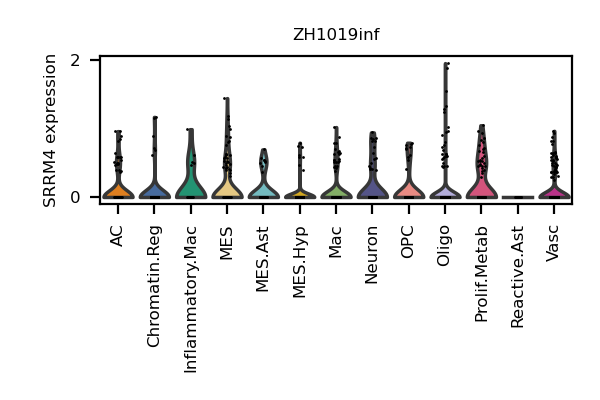 ZH1019inf
SRRM4 expression
2
0
AC
Chromatin.Reg
Inflammatory.Mac
MES
MES.Ast
MES.Hyp
Mac
Neuron
OPC
Oligo
Prolif.Metab
Reactive.Ast
Vasc